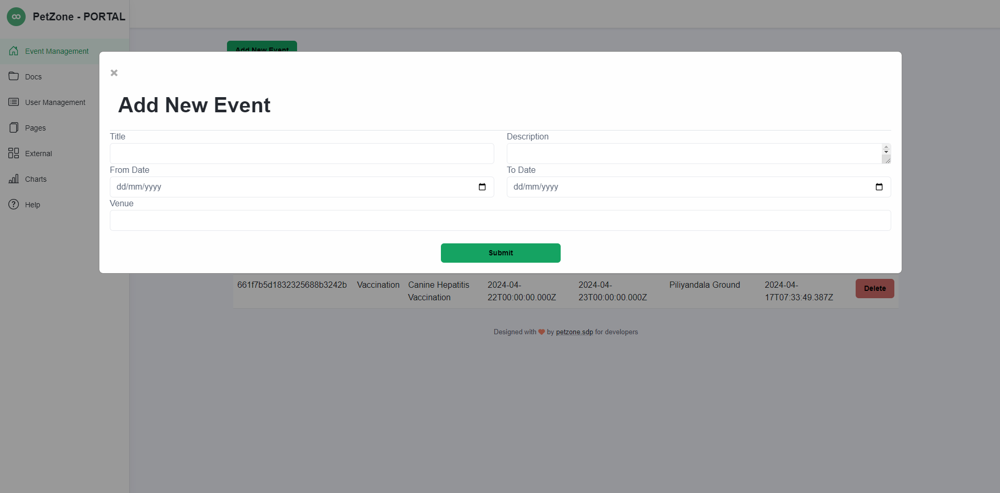 PetZone - PORTAL
Event Management
Docs
User Management
Pages
External
Charts
Help
Add New Event
×
Add New Event
Title
Description
From Date
To Date
dd/mm/yyyy
dd/mm/yyyy
Venue
Submit
661f7b5d1832325688b3242b Vaccination Canine Hepatitis 2024-04- 2024-04- Piliyandala Ground 2024-04- Delete
Vaccination 22T00:00:00.000Z 23T00:00:00.000Z 17T07:33:49.387Z
Designed with ❤ by petzone.sdp for developers